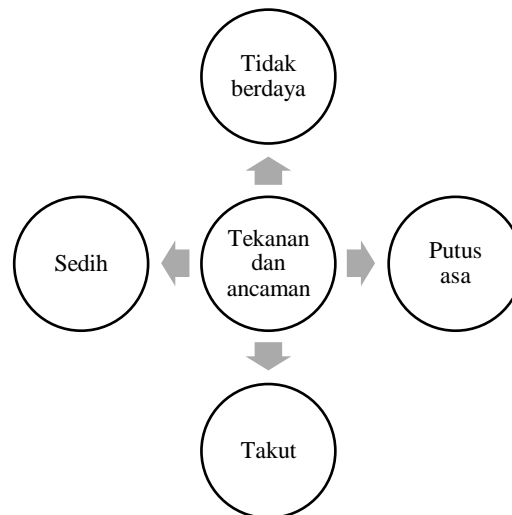 Tidak
berdaya
Sedih
Tekanan
dan
ancaman
Putus
asa
Takut